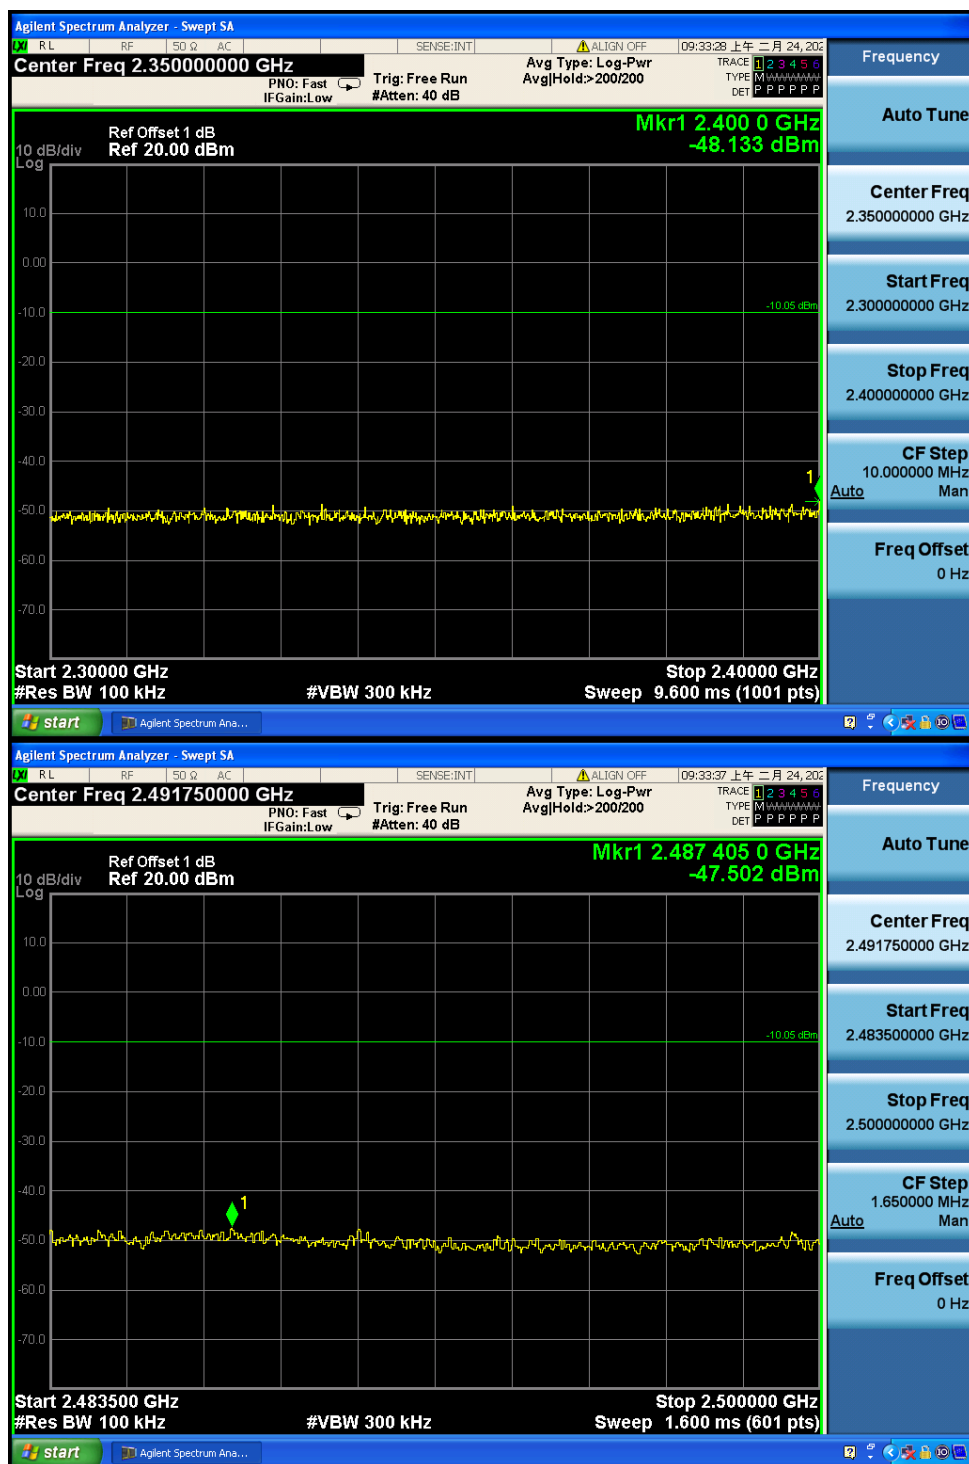 Agilent Spectrum Analyzer - Swept SA
LXI RL RF 50 Ω AC SENSE:INT ALIGN OFF 09:33:28 上午 二月 24, 202
Center Freq 2.350000000 GHz
PNO: Fast
IFGain:Low
Trig: Free Run
#Atten: 40 dB
Avg Type: Log-Pwr
Avg|Hold:>200/200
TRACE 1 2 3 4 5 6
TYPE M
DET P P P P P P
Frequency
Auto Tune
Mkr1 2.400 0 GHz
-48.133 dBm
Ref Offset 1 dB
10 dB/div Ref 20.00 dBm
Log
10.0
0.00
-10.0
-20.0
-30.0
-40.0
-50.0
-60.0
-70.0
-10.05 dBm
1
Center Freq
2.350000000 GHz
Start Freq
2.300000000 GHz
Stop Freq
2.400000000 GHz
CF Step
10.000000 MHz
Auto Man
Freq Offset
0 Hz
Start 2.30000 GHz Stop 2.40000 GHz
#Res BW 100 kHz #VBW 300 kHz Sweep 9.600 ms (1001 pts)
start Agilent Spectrum Ana...
Agilent Spectrum Analyzer - Swept SA
LXI RL RF 50 Ω AC SENSE:INT ALIGN OFF 09:33:37 上午 二月 24, 202
Center Freq 2.491750000 GHz
PNO: Fast
IFGain:Low
Trig: Free Run
#Atten: 40 dB
Avg Type: Log-Pwr
Avg|Hold:>200/200
TRACE 1 2 3 4 5 6
TYPE M
DET P P P P P P
Frequency
Auto Tune
Mkr1 2.487 405 0 GHz
-47.502 dBm
Ref Offset 1 dB
10 dB/div Ref 20.00 dBm
Log
10.0
0.00
-10.0
-20.0
-30.0
-40.0
-50.0
-60.0
-70.0
-10.05 dBm
1
Center Freq
2.491750000 GHz
Start Freq
2.483500000 GHz
Stop Freq
2.500000000 GHz
CF Step
1.650000 MHz
Auto Man
Freq Offset
0 Hz
Start 2.483500 GHz Stop 2.500000 GHz
#Res BW 100 kHz #VBW 300 kHz Sweep 1.600 ms (601 pts)
start Agilent Spectrum Ana...